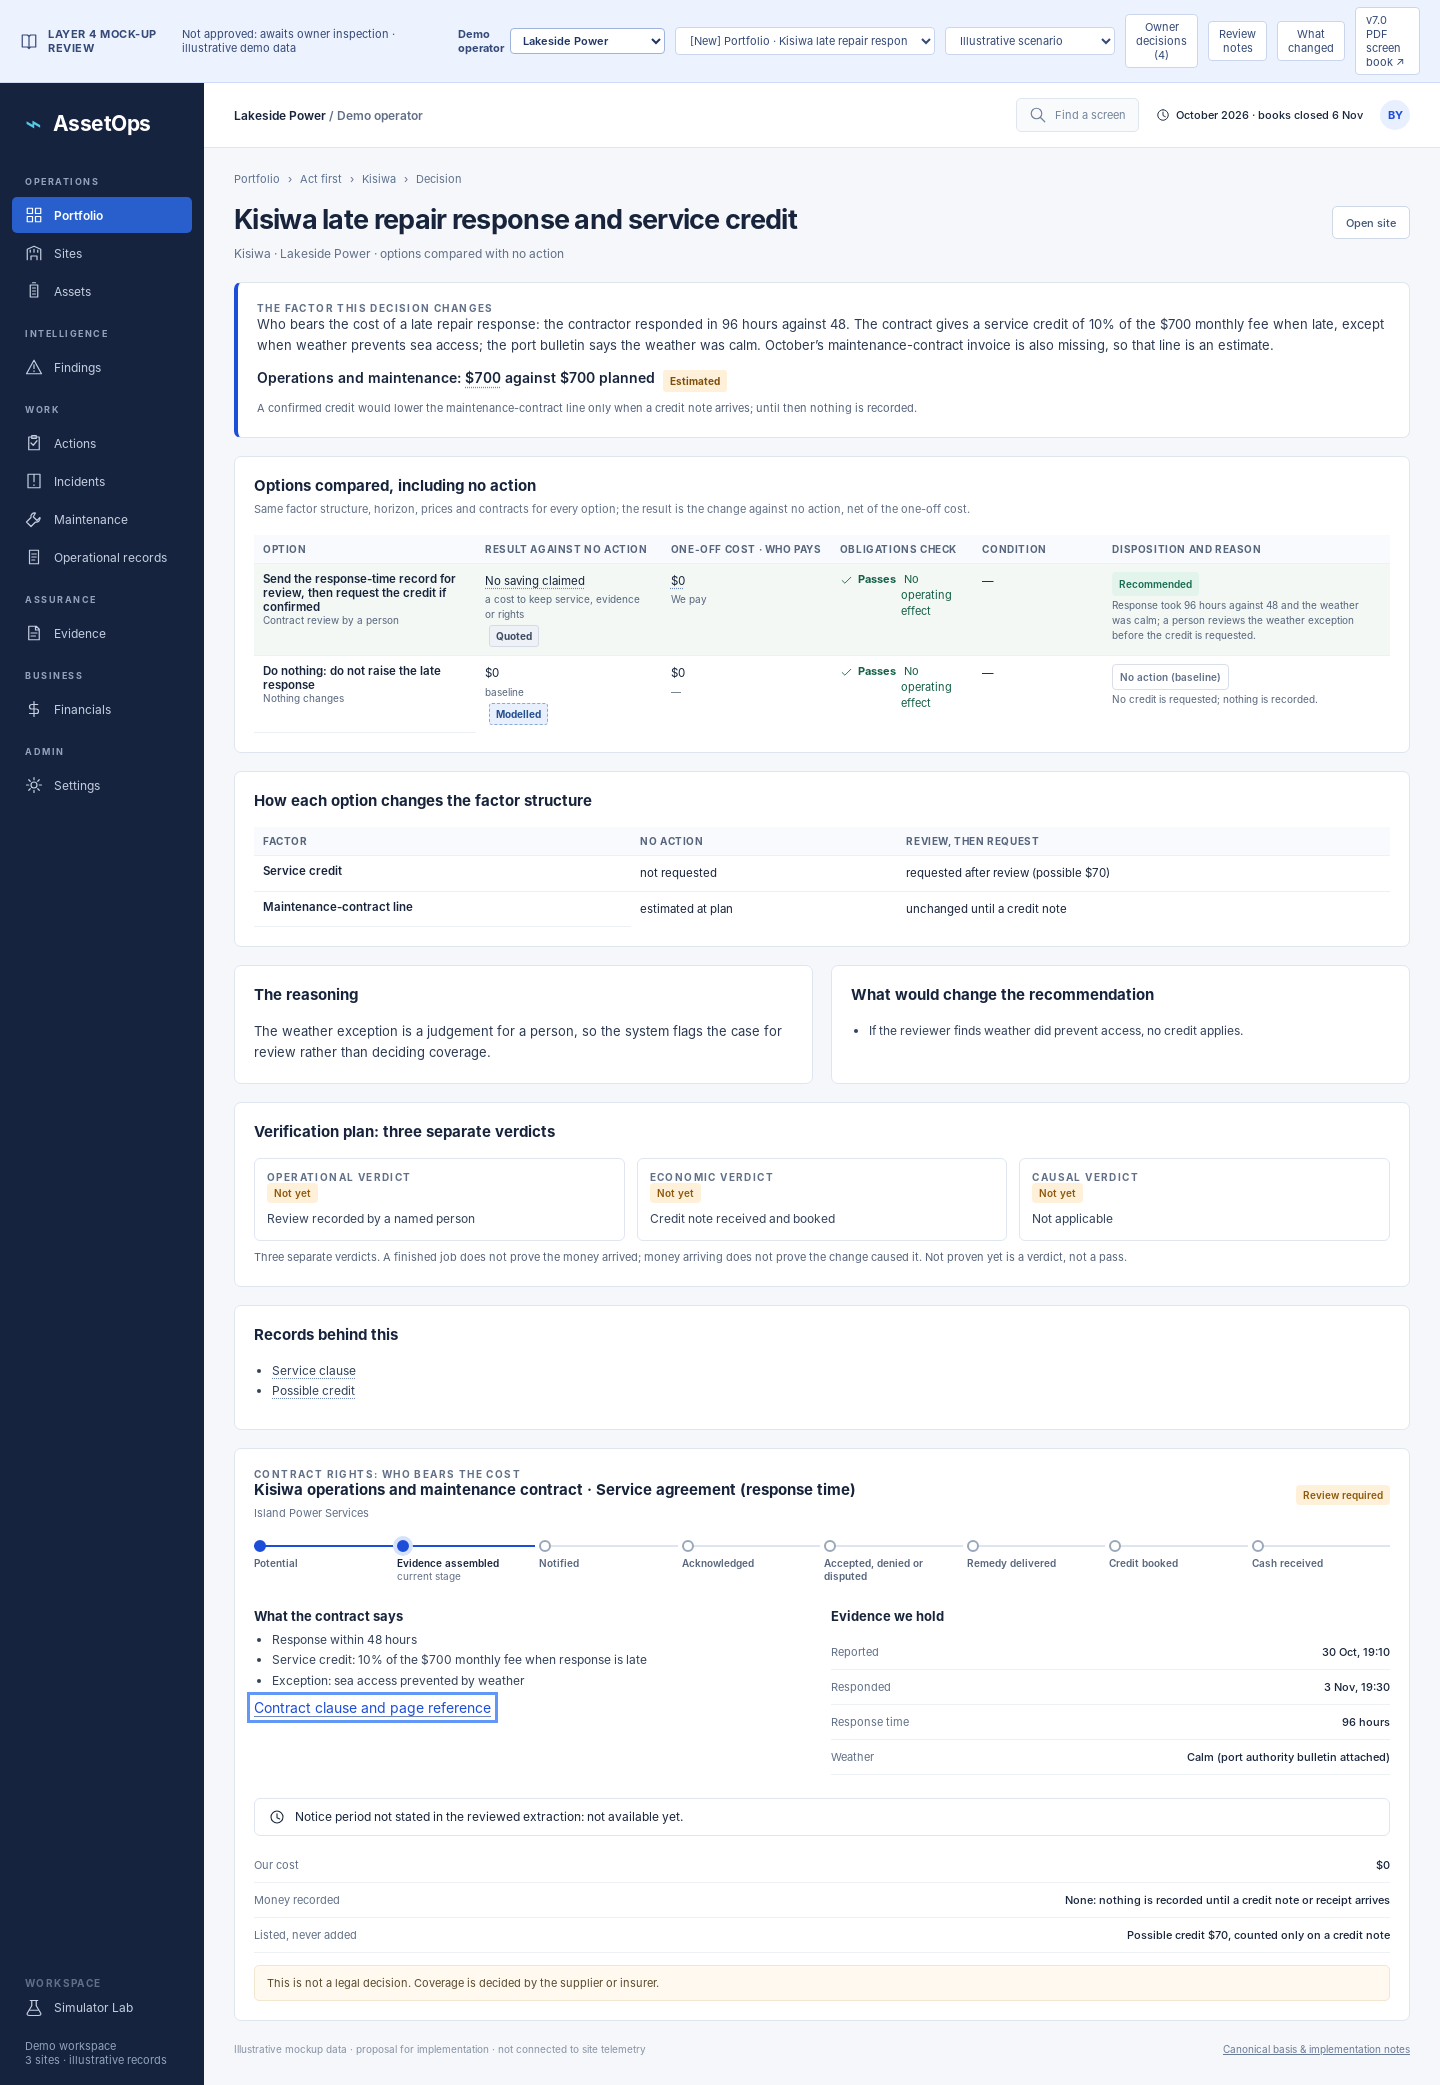 LAYER 4 MOCK-UP
REVIEW
Not approved: awaits owner inspection ·
illustrative demo data
Demo
operator
Lakeside Power
[New] Portfolio · Kisiwa late repair respon
Illustrative scenario
Owner
decisions
(4)
Review
notes
What
changed
v7.0
PDF
screen
book ↗
AssetOps
OPERATIONS
Portfolio
Sites
Assets
INTELLIGENCE
Findings
WORK
Actions
Incidents
Maintenance
Operational records
ASSURANCE
Evidence
BUSINESS
Financials
ADMIN
Settings
WORKSPACE
Simulator Lab
Demo workspace
3 sites · illustrative records
Lakeside Power / Demo operator
Find a screen
October 2026 · books closed 6 Nov
BY
Portfolio › Act first › Kisiwa › Decision
Kisiwa late repair response and service credit
Kisiwa · Lakeside Power · options compared with no action
Open site
THE FACTOR THIS DECISION CHANGES
Who bears the cost of a late repair response: the contractor responded in 96 hours against 48. The contract gives a service credit of 10% of the $700 monthly fee when late, except
when weather prevents sea access; the port bulletin says the weather was calm. October’s maintenance-contract invoice is also missing, so that line is an estimate.
Operations and maintenance: $700 against $700 planned Estimated
A confirmed credit would lower the maintenance-contract line only when a credit note arrives; until then nothing is recorded.
Options compared, including no action
Same factor structure, horizon, prices and contracts for every option; the result is the change against no action, net of the one-off cost.
OPTION RESULT AGAINST NO ACTION ONE-OFF COST · WHO PAYS OBLIGATIONS CHECK CONDITION DISPOSITION AND REASON
Send the response-time record for
review, then request the credit if
confirmed
Contract review by a person
No saving claimed
a cost to keep service, evidence
or rights
Quoted
$0
We pay
Passes No
operating
effect
—
Recommended
Response took 96 hours against 48 and the weather
was calm; a person reviews the weather exception
before the credit is requested.
Do nothing: do not raise the late
response
Nothing changes
$0
baseline
Modelled
$0
—
Passes No
operating
effect
—
No action (baseline)
No credit is requested; nothing is recorded.
How each option changes the factor structure
FACTOR NO ACTION REVIEW, THEN REQUEST
Service credit not requested requested after review (possible $70)
Maintenance-contract line estimated at plan unchanged until a credit note
The reasoning
The weather exception is a judgement for a person, so the system flags the case for
review rather than deciding coverage.
What would change the recommendation
• If the reviewer finds weather did prevent access, no credit applies.
Verification plan: three separate verdicts
OPERATIONAL VERDICT
Not yet
Review recorded by a named person
ECONOMIC VERDICT
Not yet
Credit note received and booked
CAUSAL VERDICT
Not yet
Not applicable
Three separate verdicts. A finished job does not prove the money arrived; money arriving does not prove the change caused it. Not proven yet is a verdict, not a pass.
Records behind this
• Service clause
• Possible credit
CONTRACT RIGHTS: WHO BEARS THE COST
Kisiwa operations and maintenance contract · Service agreement (response time)
Island Power Services
Review required
Potential
Evidence assembled
current stage
Notified
Acknowledged
Accepted, denied or
disputed
Remedy delivered
Credit booked
Cash received
What the contract says
• Response within 48 hours
• Service credit: 10% of the $700 monthly fee when response is late
• Exception: sea access prevented by weather
Contract clause and page reference
Evidence we hold
Reported 30 Oct, 19:10
Responded 3 Nov, 19:30
Response time 96 hours
Weather Calm (port authority bulletin attached)
Notice period not stated in the reviewed extraction: not available yet.
Our cost $0
Money recorded None: nothing is recorded until a credit note or receipt arrives
Listed, never added Possible credit $70, counted only on a credit note
This is not a legal decision. Coverage is decided by the supplier or insurer.
Illustrative mockup data · proposal for implementation · not connected to site telemetry
Canonical basis & implementation notes